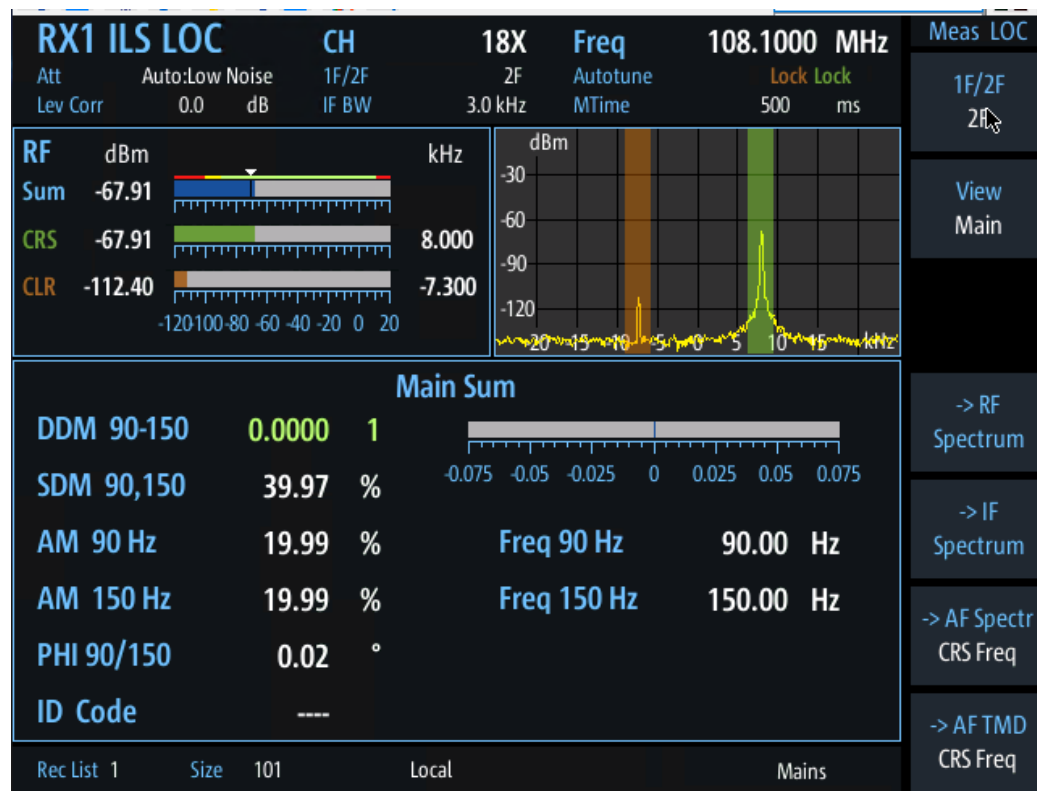 RX1 ILS LOC CH 18X Freq 108.1000 MHz
Att Auto:Low Noise 1F/2F 2F Autotune Lock Lock
Lev Corr 0.0 dB IF BW 3.0 kHz MTime 500 ms
RF dBm kHz
Sum -67.91
CRS -67.91 8.000
CLR -112.40 -7.300
-120 -100 -80 -60 -40 -20 0 20
dBm
-30
-60
-90
-120
-20 -15 -10 -5 0 5 10 15 kHz
Main Sum
DDM 90-150 0.0000 1
-0.075 -0.05 -0.025 0 0.025 0.05 0.075
SDM 90,150 39.97 %
AM 90 Hz 19.99 % Freq 90 Hz 90.00 Hz
AM 150 Hz 19.99 % Freq 150 Hz 150.00 Hz
PHI 90/150 0.02 °
ID Code ----
Rec List 1 Size 101 Local Mains
Meas LOC
1F/2F
2F
View
Main
-> RF
Spectrum
-> IF
Spectrum
-> AF Spectr
CRS Freq
-> AF TMD
CRS Freq